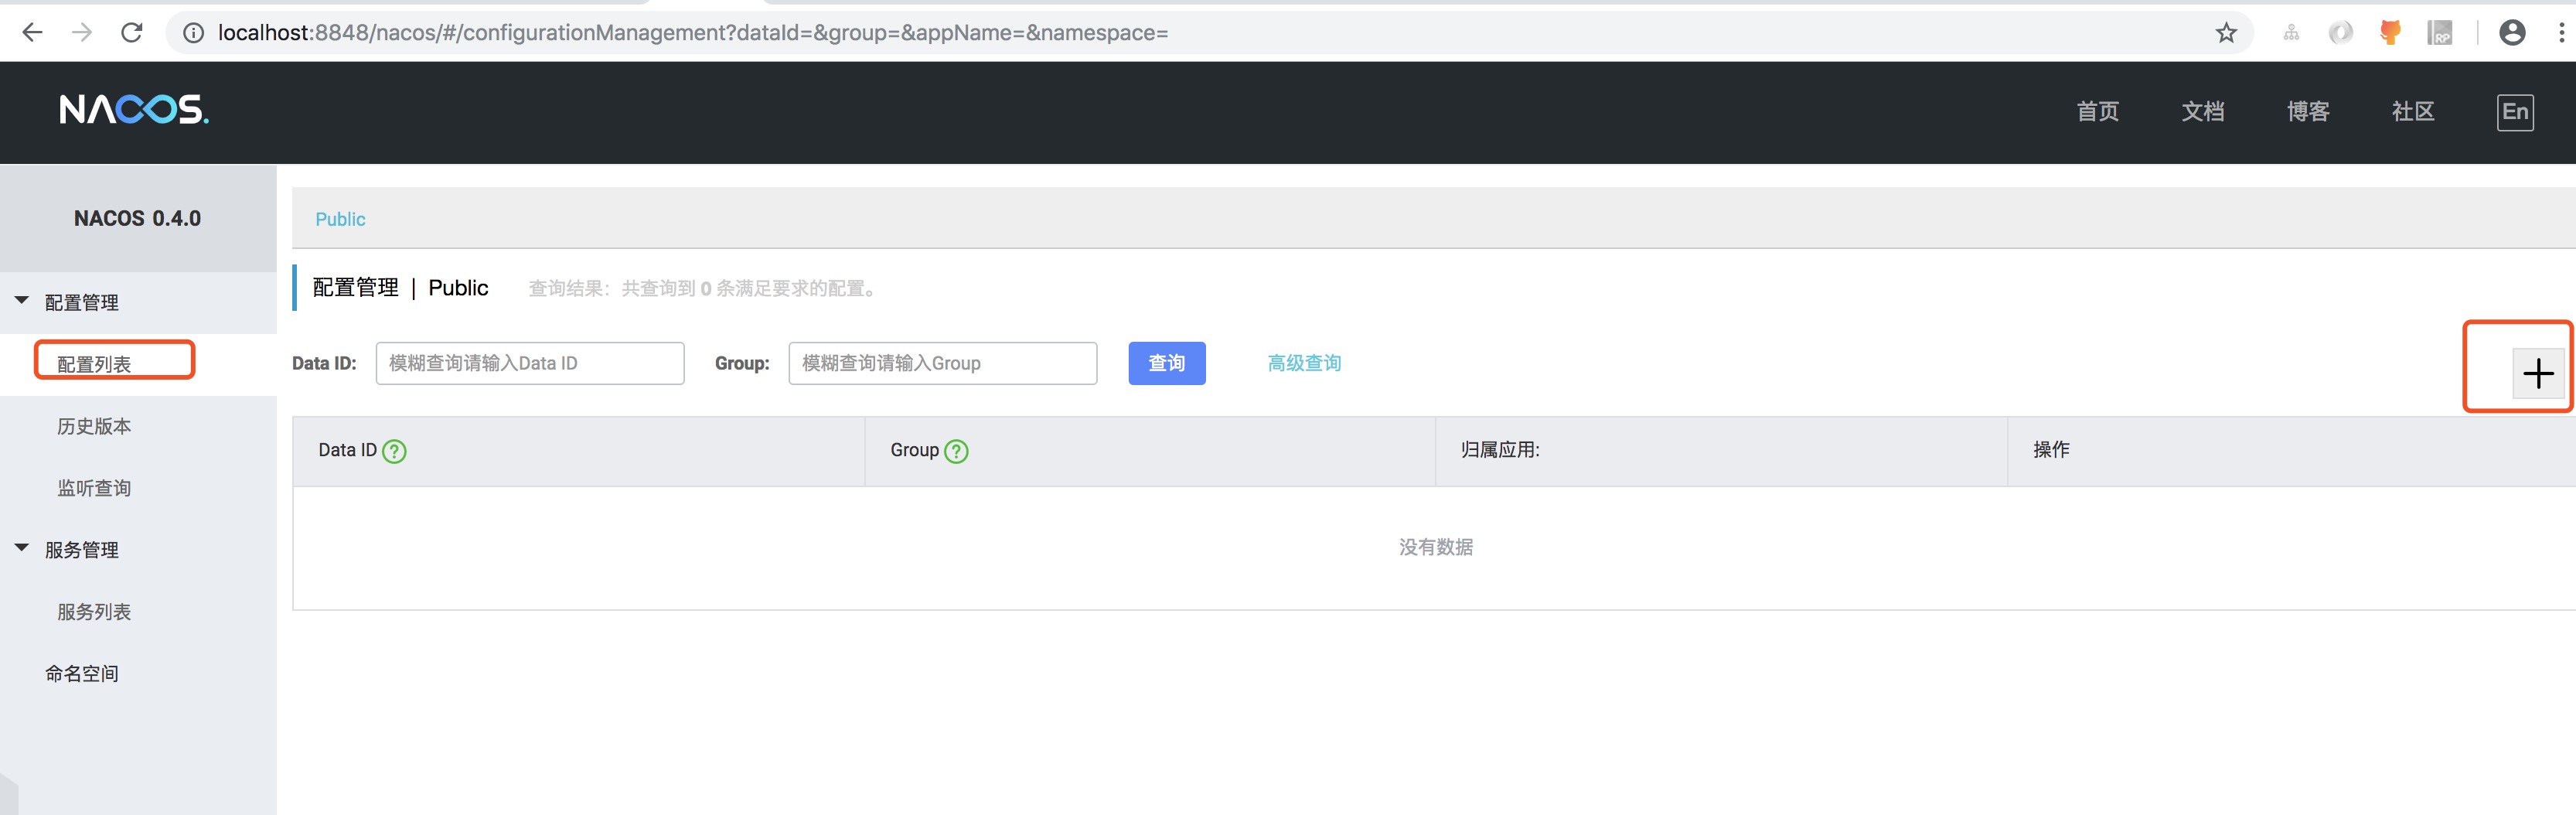 localhost:8848/nacos/#/configurationManagement?dataId=&group=&appName=&namespace=
RP
NACOS.
首页 文档 博客 社区 En
NACOS 0.4.0
配置管理
配置列表
历史版本
监听查询
服务管理
服务列表
命名空间
Public
配置管理 | Public 查询结果：共查询到 0 条满足要求的配置。
Data ID: 模糊查询请输入Data ID Group: 模糊查询请输入Group 查询 高级查询
Data ID ? Group ? 归属应用: 操作
没有数据